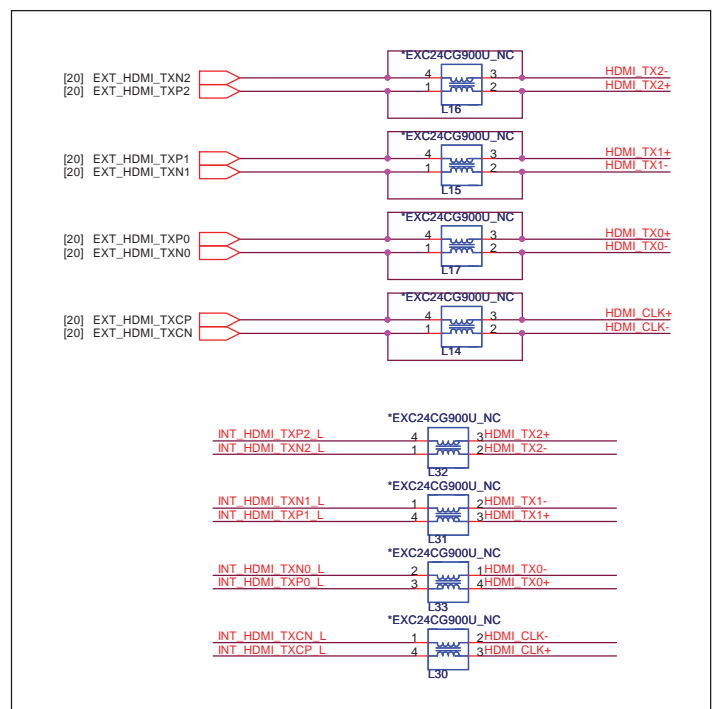 *EXC24CG900U_NC
[20] EXT_HDMI_TXN2 4 3 HDMI_TX2-
[20] EXT_HDMI_TXP2 1 2 HDMI_TX2+
L16
*EXC24CG900U_NC
[20] EXT_HDMI_TXP1 4 3 HDMI_TX1+
[20] EXT_HDMI_TXN1 1 2 HDMI_TX1-
L15
*EXC24CG900U_NC
[20] EXT_HDMI_TXP0 4 3 HDMI_TX0+
[20] EXT_HDMI_TXN0 1 2 HDMI_TX0-
L17
*EXC24CG900U_NC
[20] EXT_HDMI_TXCP 4 3 HDMI_CLK+
[20] EXT_HDMI_TXCN 1 2 HDMI_CLK-
L14
*EXC24CG900U_NC
INT_HDMI_TXP2_L 4 3 HDMI_TX2+
INT_HDMI_TXN2_L 1 2 HDMI_TX2-
L32
*EXC24CG900U_NC
INT_HDMI_TXN1_L 1 2 HDMI_TX1-
INT_HDMI_TXP1_L 4 3 HDMI_TX1+
L31
*EXC24CG900U_NC
INT_HDMI_TXN0_L 2 1 HDMI_TX0-
INT_HDMI_TXP0_L 3 4 HDMI_TX0+
L33
*EXC24CG900U_NC
INT_HDMI_TXCN_L 1 2 HDMI_CLK-
INT_HDMI_TXCP_L 4 3 HDMI_CLK+
L30